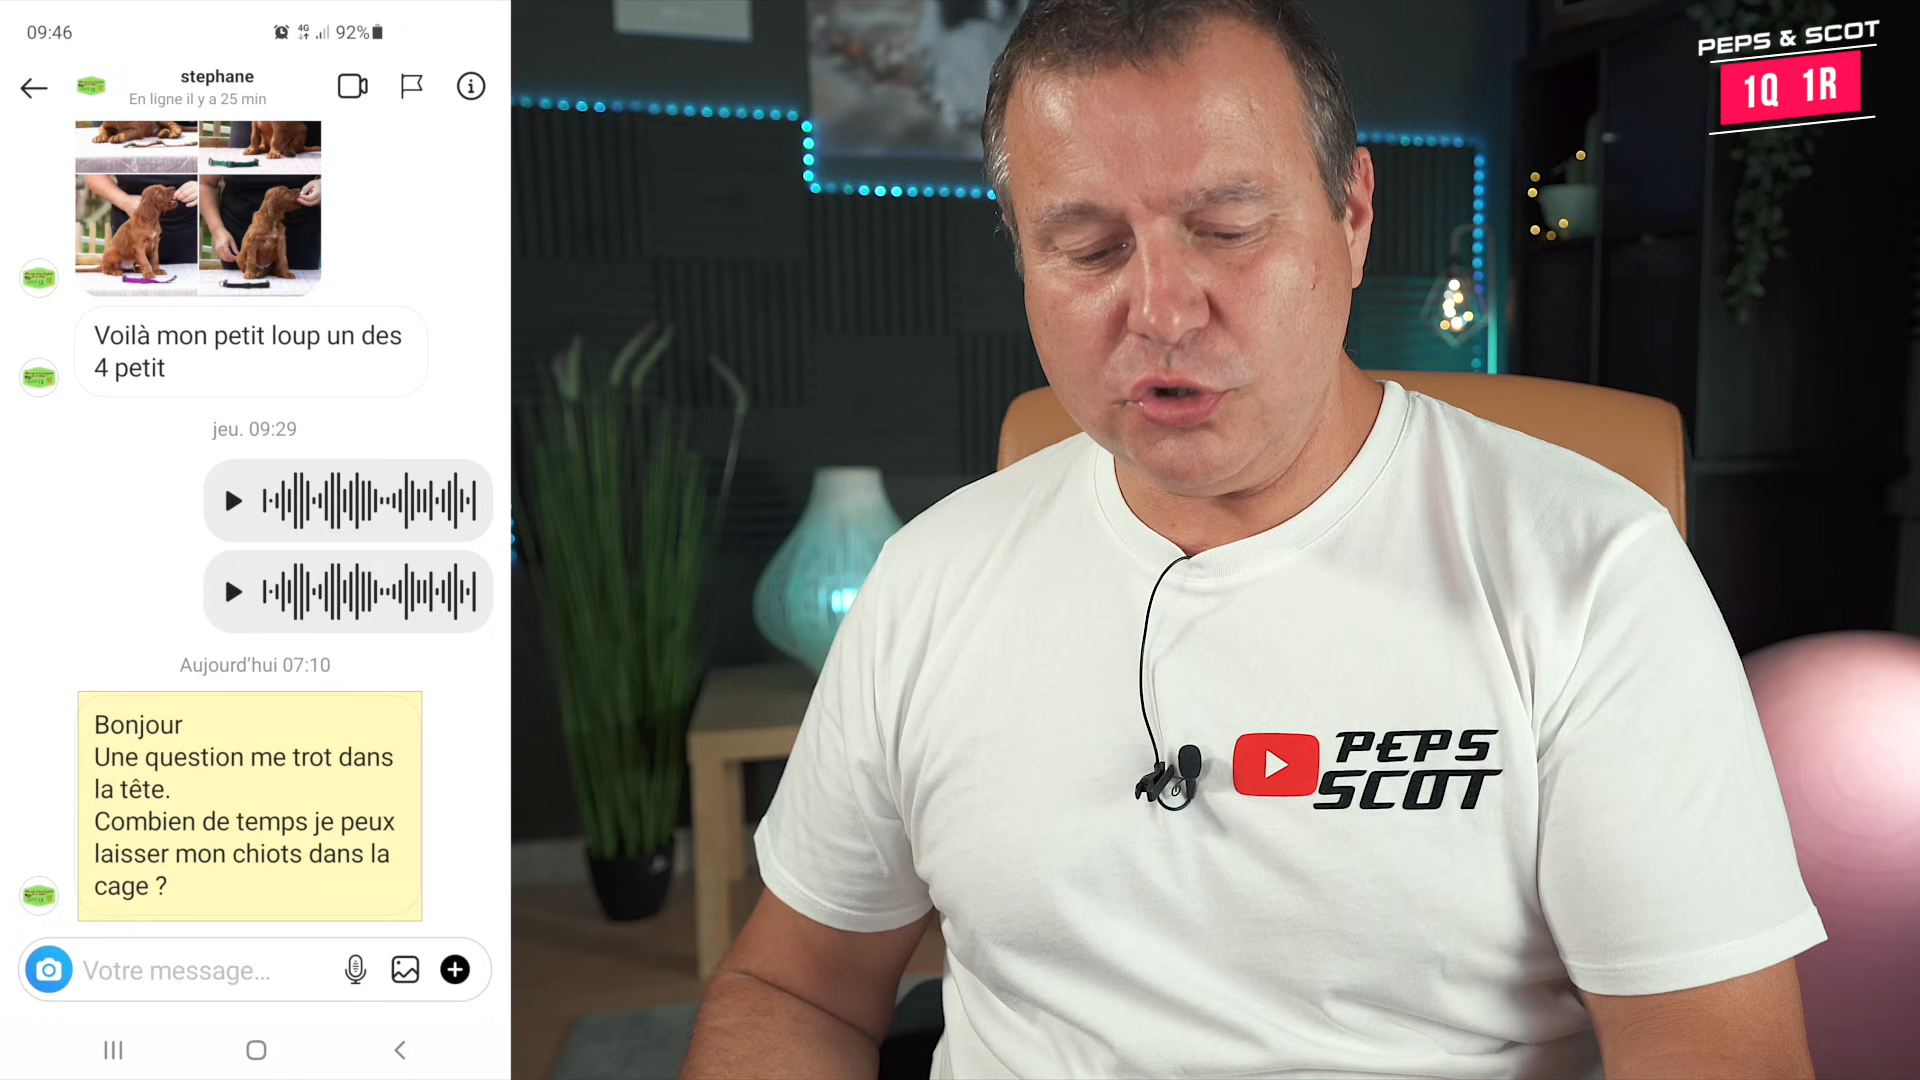 09:46
4G
92%
stephane
En ligne il y a 25 min
Voilà mon petit loup un des
4 petit
jeu. 09:29
Aujourd'hui 07:10
Bonjour
Une question me trot dans
la tête.
Combien de temps je peux
laisser mon chiots dans la
cage ?
Votre message...
PEPS & SCOT
1Q 1R
PEPS
SCOT